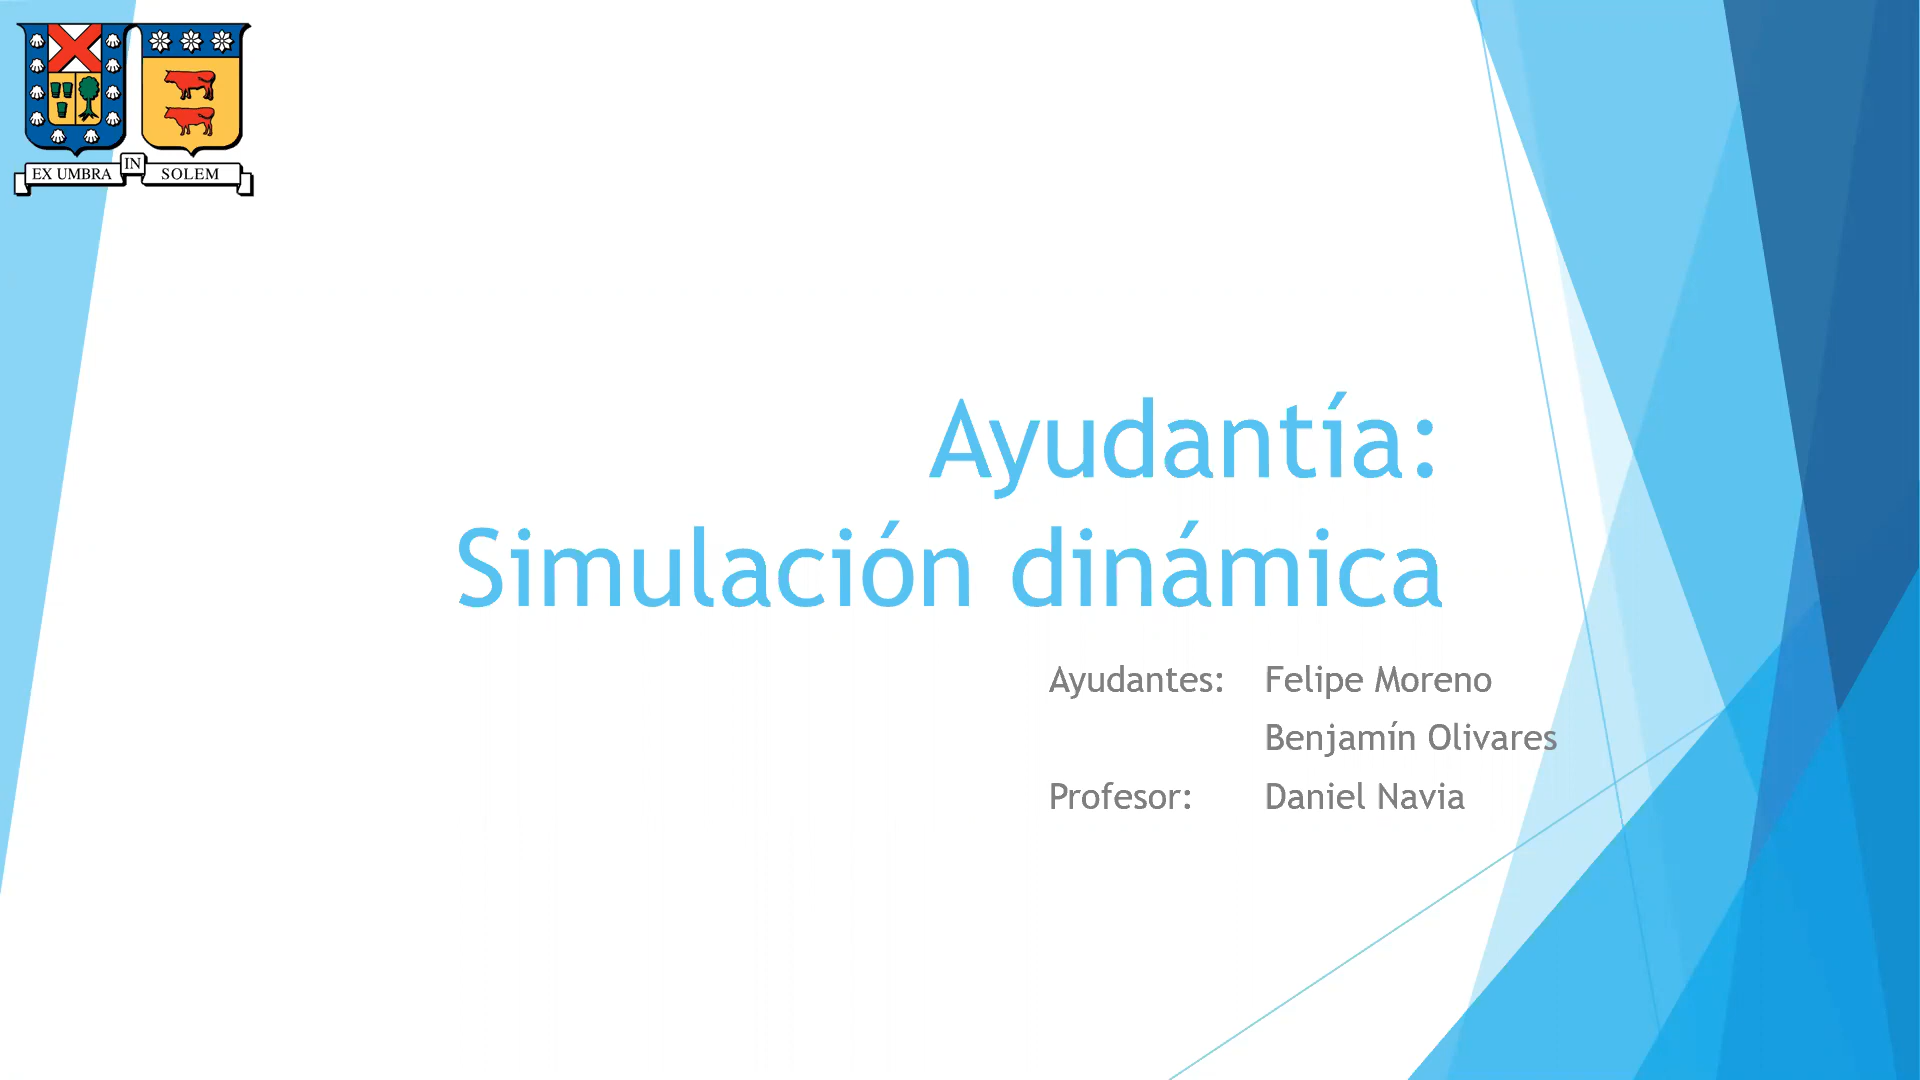 EX UMBRA IN SOLEM
Ayudantía:
Simulación dinámica
Ayudantes: Felipe Moreno
Benjamín Olivares
Profesor: Daniel Navia